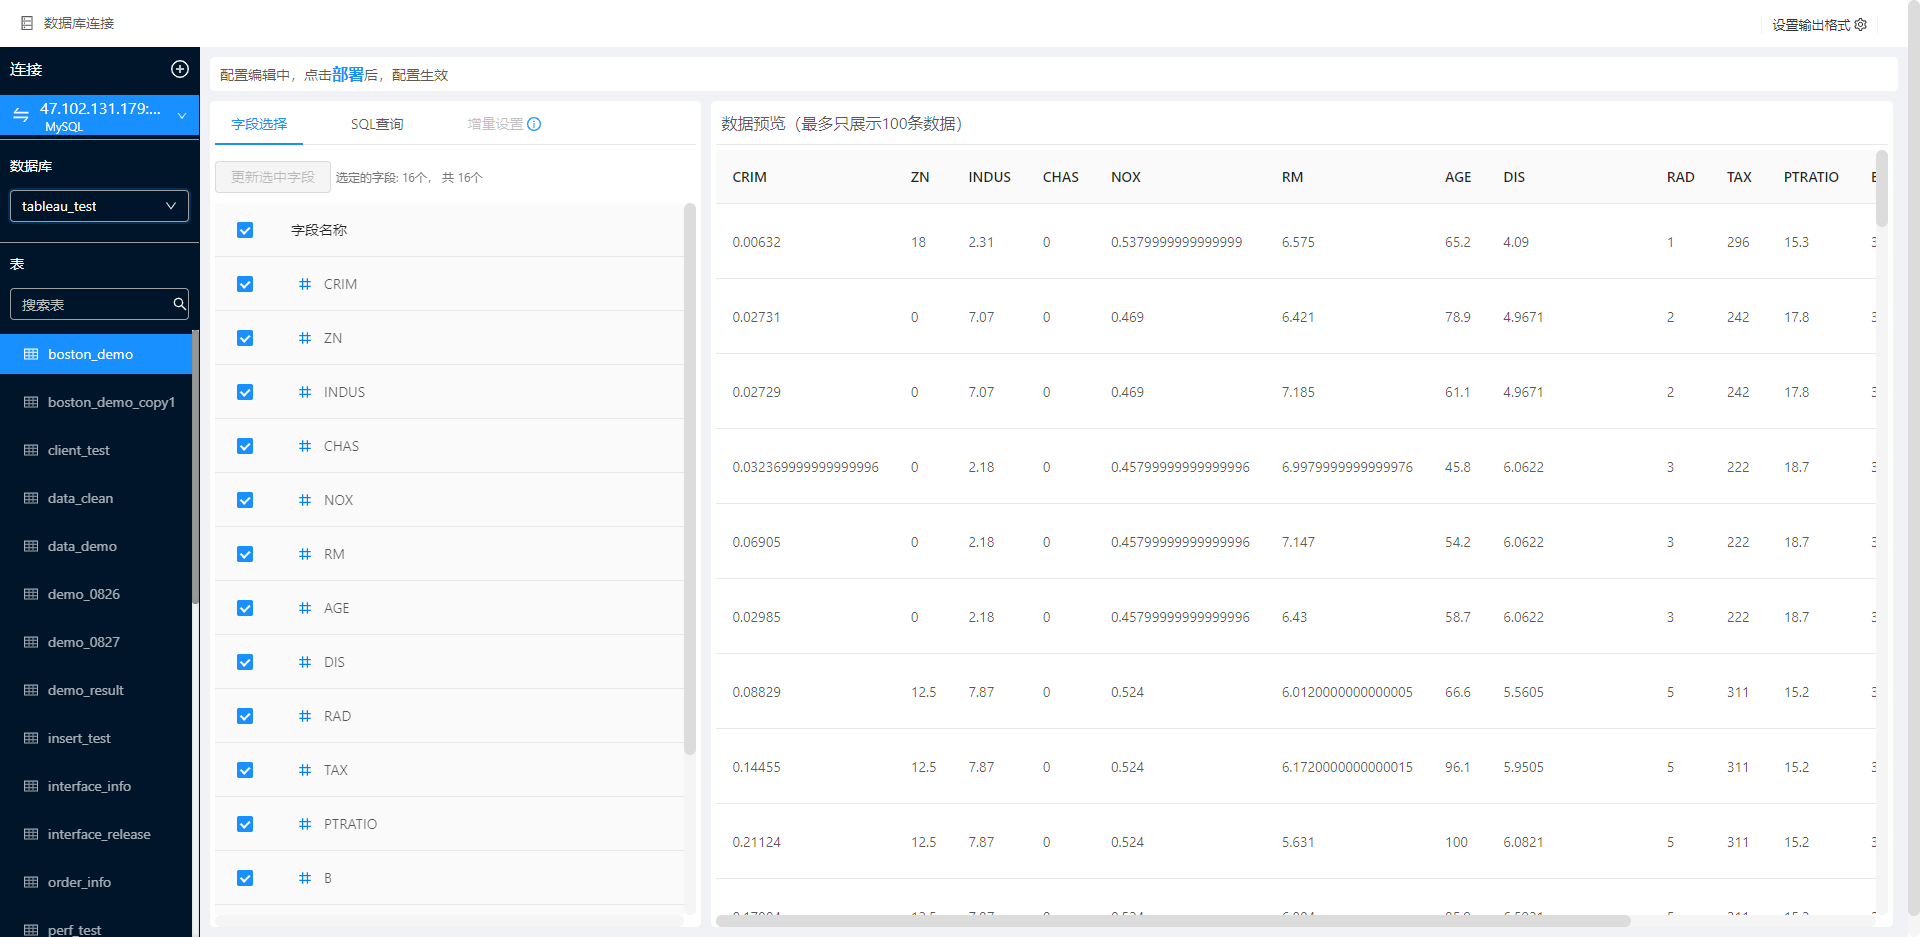 数据库连接
设置输出格式
连接
47.102.131.179:...
MySQL
数据库
tableau_test
表
搜索表
boston_demo
boston_demo_copy1
client_test
data_clean
data_demo
demo_0826
demo_0827
demo_result
insert_test
interface_info
interface_release
order_info
perf_test
配置编辑中，点击部署后，配置生效
字段选择 SQL查询 增量设置
更新选中字段 选定的字段: 16个， 共 16个
字段名称
CRIM
ZN
INDUS
CHAS
NOX
RM
AGE
DIS
RAD
TAX
PTRATIO
B
数据预览（最多只展示100条数据）
CRIM ZN INDUS CHAS NOX RM AGE DIS RAD TAX PTRATIO
0.00632 18 2.31 0 0.5379999999999999 6.575 65.2 4.09 1 296 15.3
0.02731 0 7.07 0 0.469 6.421 78.9 4.9671 2 242 17.8
0.02729 0 7.07 0 0.469 7.185 61.1 4.9671 2 242 17.8
0.032369999999999996 0 2.18 0 0.45799999999999996 6.9979999999999976 45.8 6.0622 3 222 18.7
0.06905 0 2.18 0 0.45799999999999996 7.147 54.2 6.0622 3 222 18.7
0.02985 0 2.18 0 0.45799999999999996 6.43 58.7 6.0622 3 222 18.7
0.08829 12.5 7.87 0 0.524 6.0120000000000005 66.6 5.5605 5 311 15.2
0.14455 12.5 7.87 0 0.524 6.1720000000000015 96.1 5.9505 5 311 15.2
0.21124 12.5 7.87 0 0.524 5.631 100 6.0821 5 311 15.2